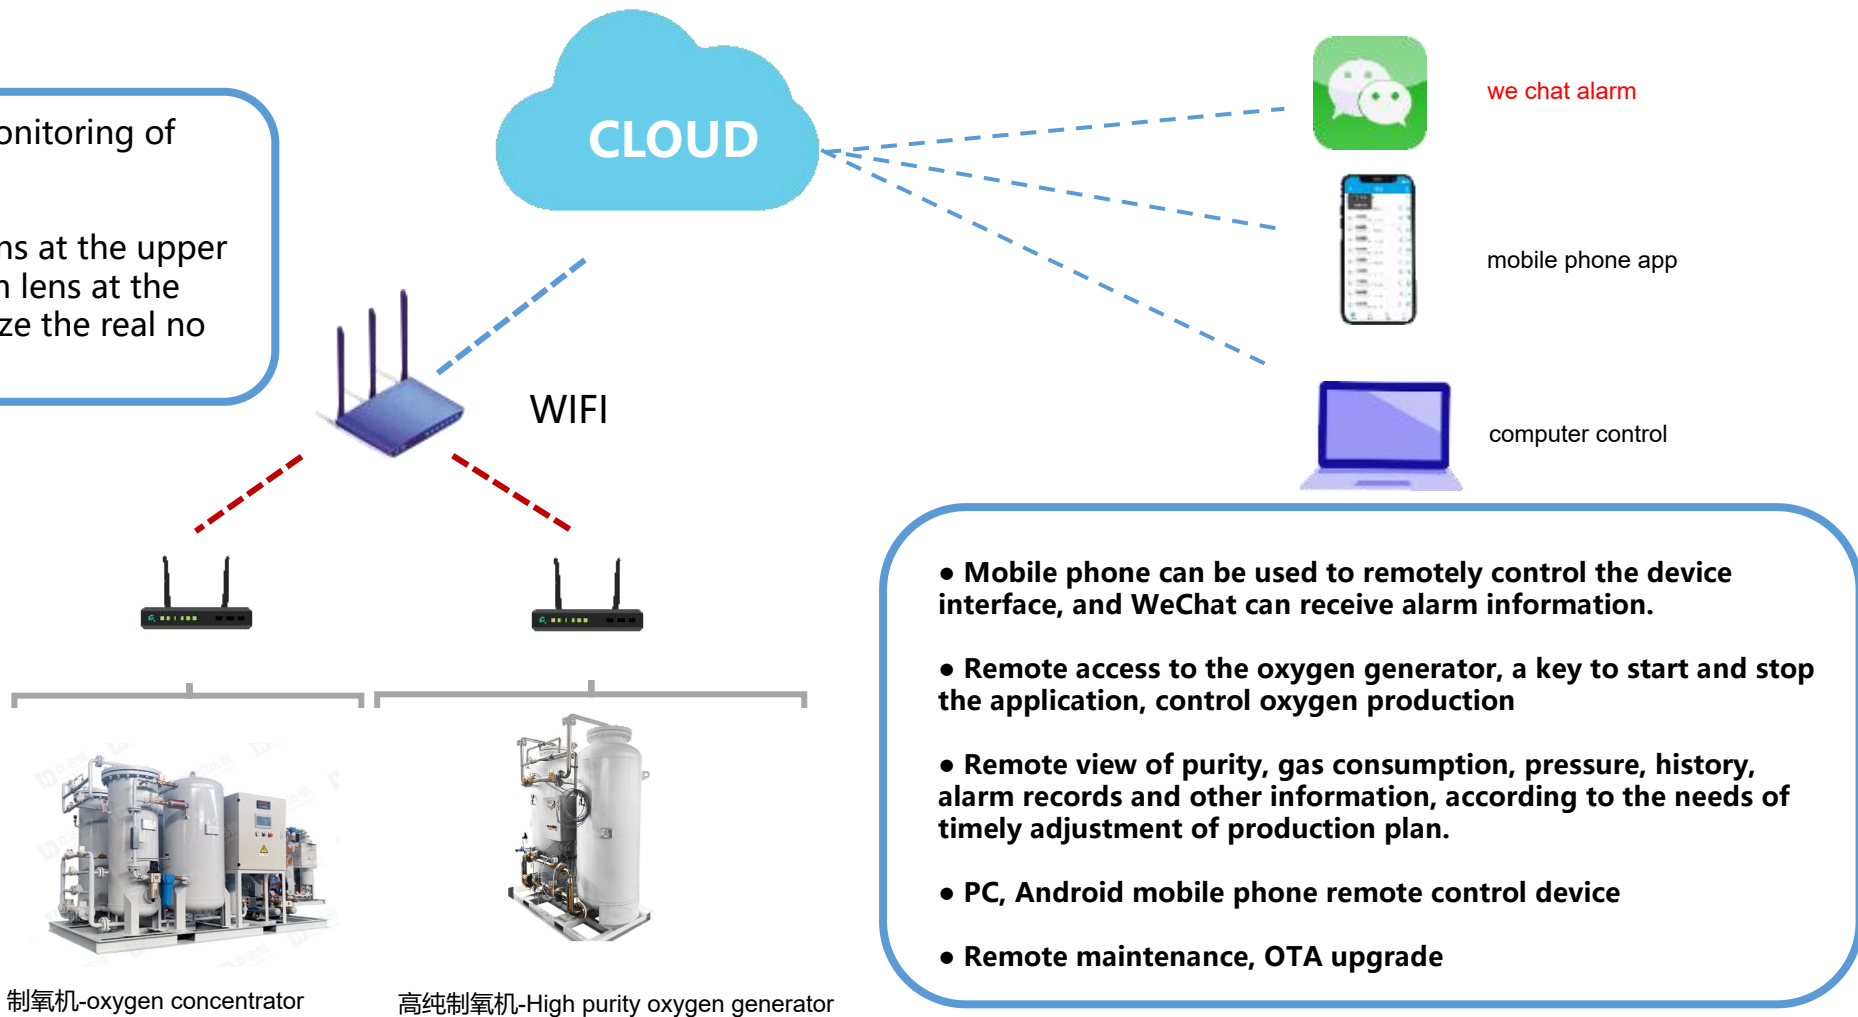 onitoring of
ns at the upper
n lens at the
ze the real no
CLOUD
we chat alarm
mobile phone app
WIFI
computer control
● Mobile phone can be used to remotely control the device
interface, and WeChat can receive alarm information.
● Remote access to the oxygen generator, a key to start and stop
the application, control oxygen production
● Remote view of purity, gas consumption, pressure, history,
alarm records and other information, according to the needs of
timely adjustment of production plan.
● PC, Android mobile phone remote control device
● Remote maintenance, OTA upgrade
制氧机-oxygen concentrator
高纯制氧机-High purity oxygen generator